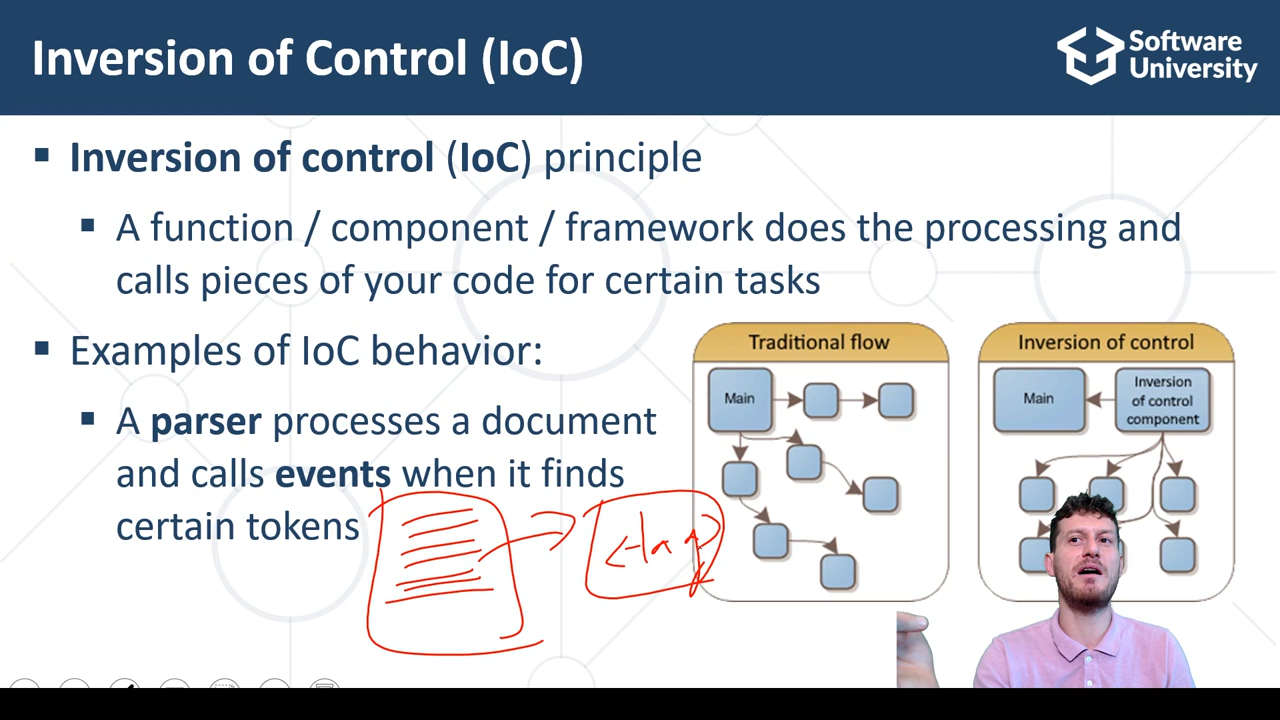 Inversion of Control (IoC)
Software
University
▪ Inversion of control (IoC) principle
▪ A function / component / framework does the processing and
calls pieces of your code for certain tasks
▪ Examples of IoC behavior:
▪ A parser processes a document
and calls events when it finds
certain tokens
Traditional flow
Main
Inversion of control
Main
Inversion
of control
component